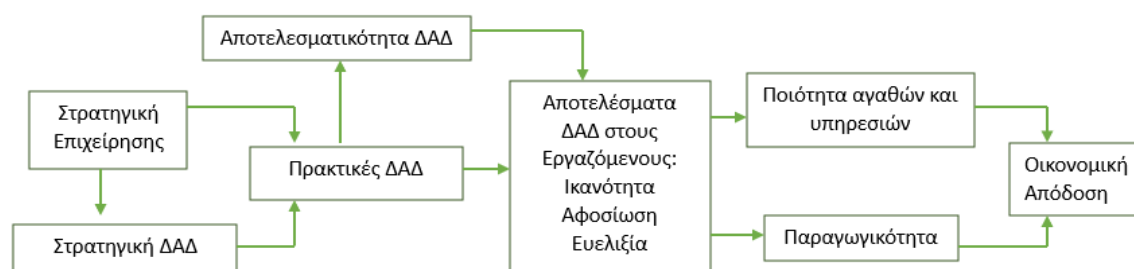 Αποτελεσματικότητα ΔΑΔ
Στρατηγική
Επιχείρησης
Πρακτικές ΔΑΔ
Στρατηγική ΔΑΔ
Αποτελέσματα
ΔΑΔ στους
Εργαζόμενους:
Ικανότητα
Αφοσίωση
Ευελιξία
Ποιότητα αγαθών και
υπηρεσιών
Παραγωγικότητα
Οικονομική
Απόδοση